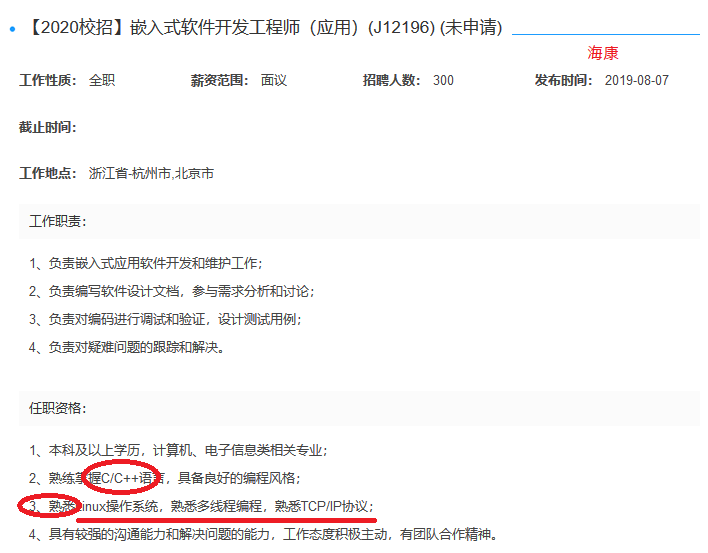 【2020校招】嵌入式软件开发工程师（应用）(J12196) (未申请)
海康
工作性质： 全职 薪资范围： 面议 招聘人数： 300 发布时间： 2019-08-07
截止时间：
工作地点： 浙江省-杭州市,北京市
工作职责：
1、负责嵌入式应用软件开发和维护工作；
2、负责编写软件设计文档，参与需求分析和讨论；
3、负责对编码进行调试和验证，设计测试用例；
4、负责对疑难问题的跟踪和解决。
任职资格：
1、本科及以上学历，计算机、电子信息类相关专业；
2、熟练掌握C/C++语言，具备良好的编程风格；
3、熟悉Linux操作系统，熟悉多线程编程，熟悉TCP/IP协议；
4、具有较强的沟通能力和解决问题的能力，工作态度积极主动，有团队合作精神。